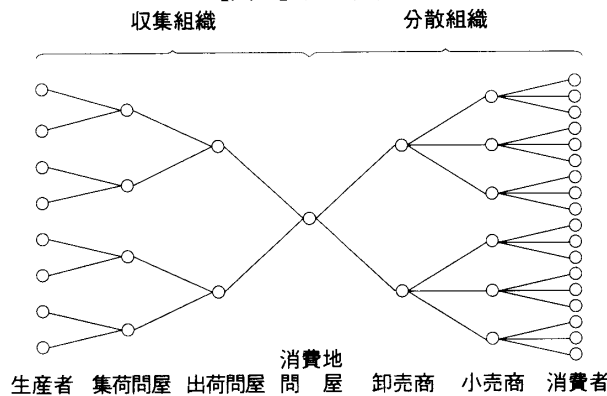 収集組織
分散組織
生産者
集荷問屋
出荷問屋
消費地
問屋
卸売商
小売商
消費者